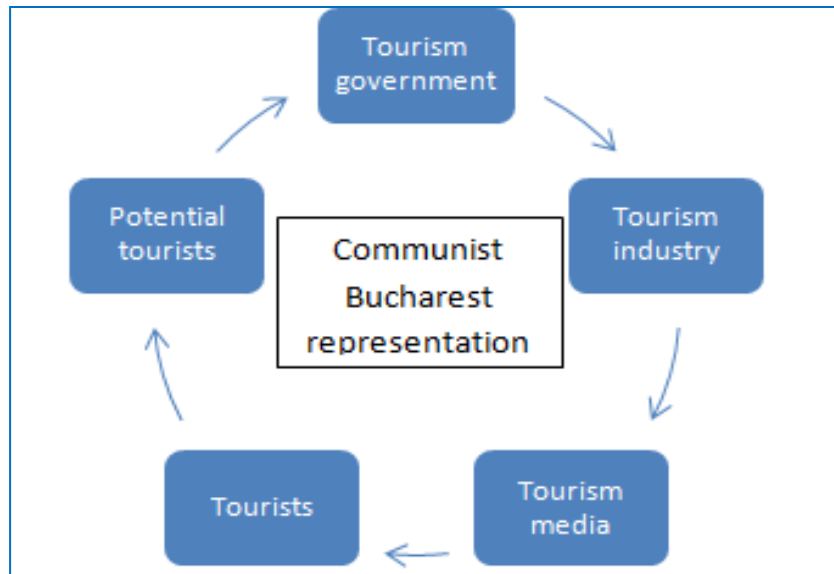 Tourism
government
Potential
tourists
Tourism
industry
Communist
Bucharest
representation
Tourists
Tourism
media